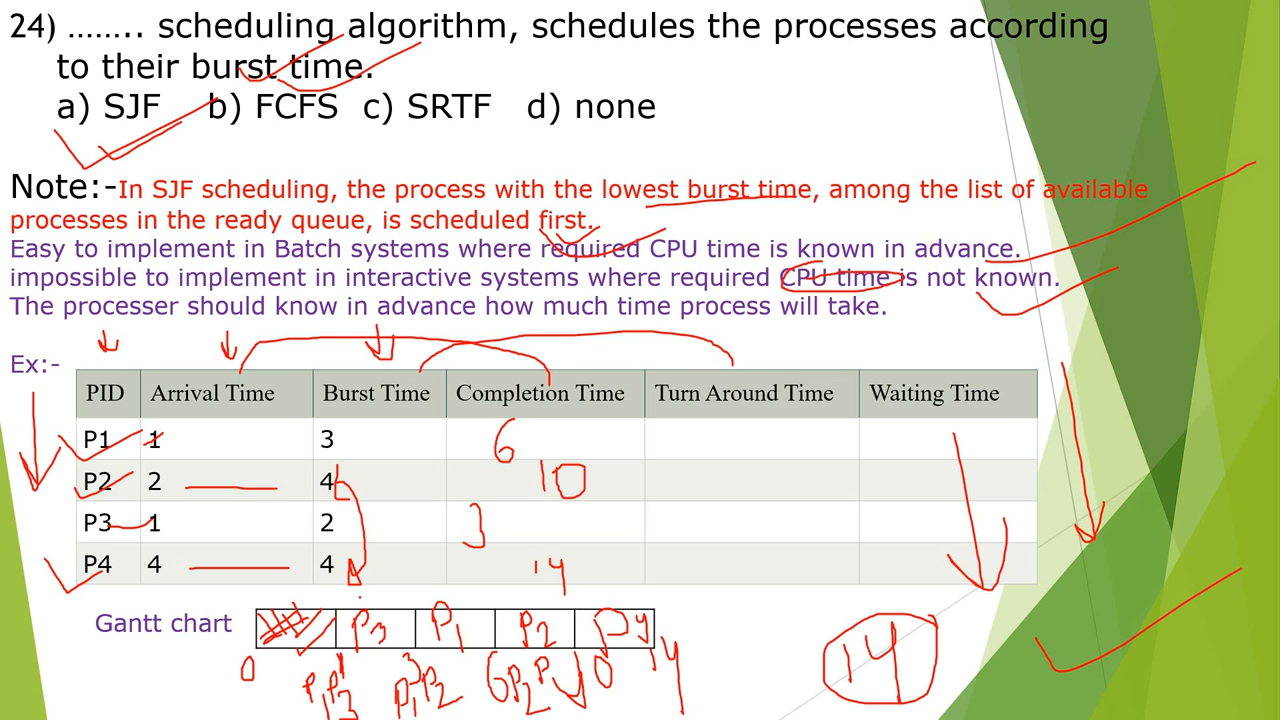 24) …….. scheduling algorithm, schedules the processes according
to their burst time.
a) SJF b) FCFS c) SRTF d) none
Note:-In SJF scheduling, the process with the lowest burst time, among the list of available
processes in the ready queue, is scheduled first.
Easy to implement in Batch systems where required CPU time is known in advance.
impossible to implement in interactive systems where required CPU time is not known.
The processer should know in advance how much time process will take.
Ex:-
PID Arrival Time Burst Time Completion Time Turn Around Time Waiting Time
P1 1 3 6
P2 2 4 10
P3 1 2 3
P4 4 4 14
Gantt chart P3 P1 P2 P4
0 1 3 6 10 14
P1 P3 P1 P2 P2
14